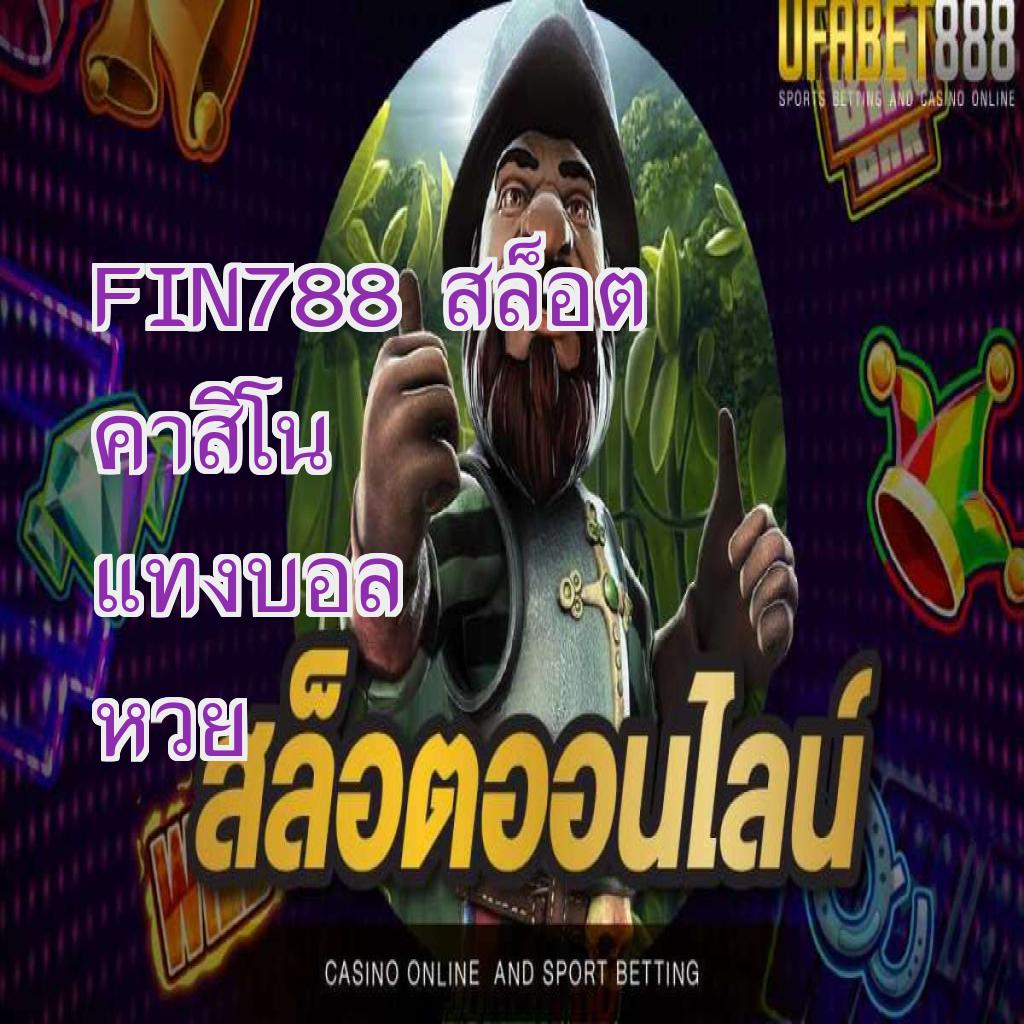 UFABET888
SPORTS BETTING AND CASINO ONLINE
FIN788 สล็อต
คาสิโน
แทงบอล
หวย
สล็อตออนไลน์
CASINO ONLINE AND SPORT BETTING